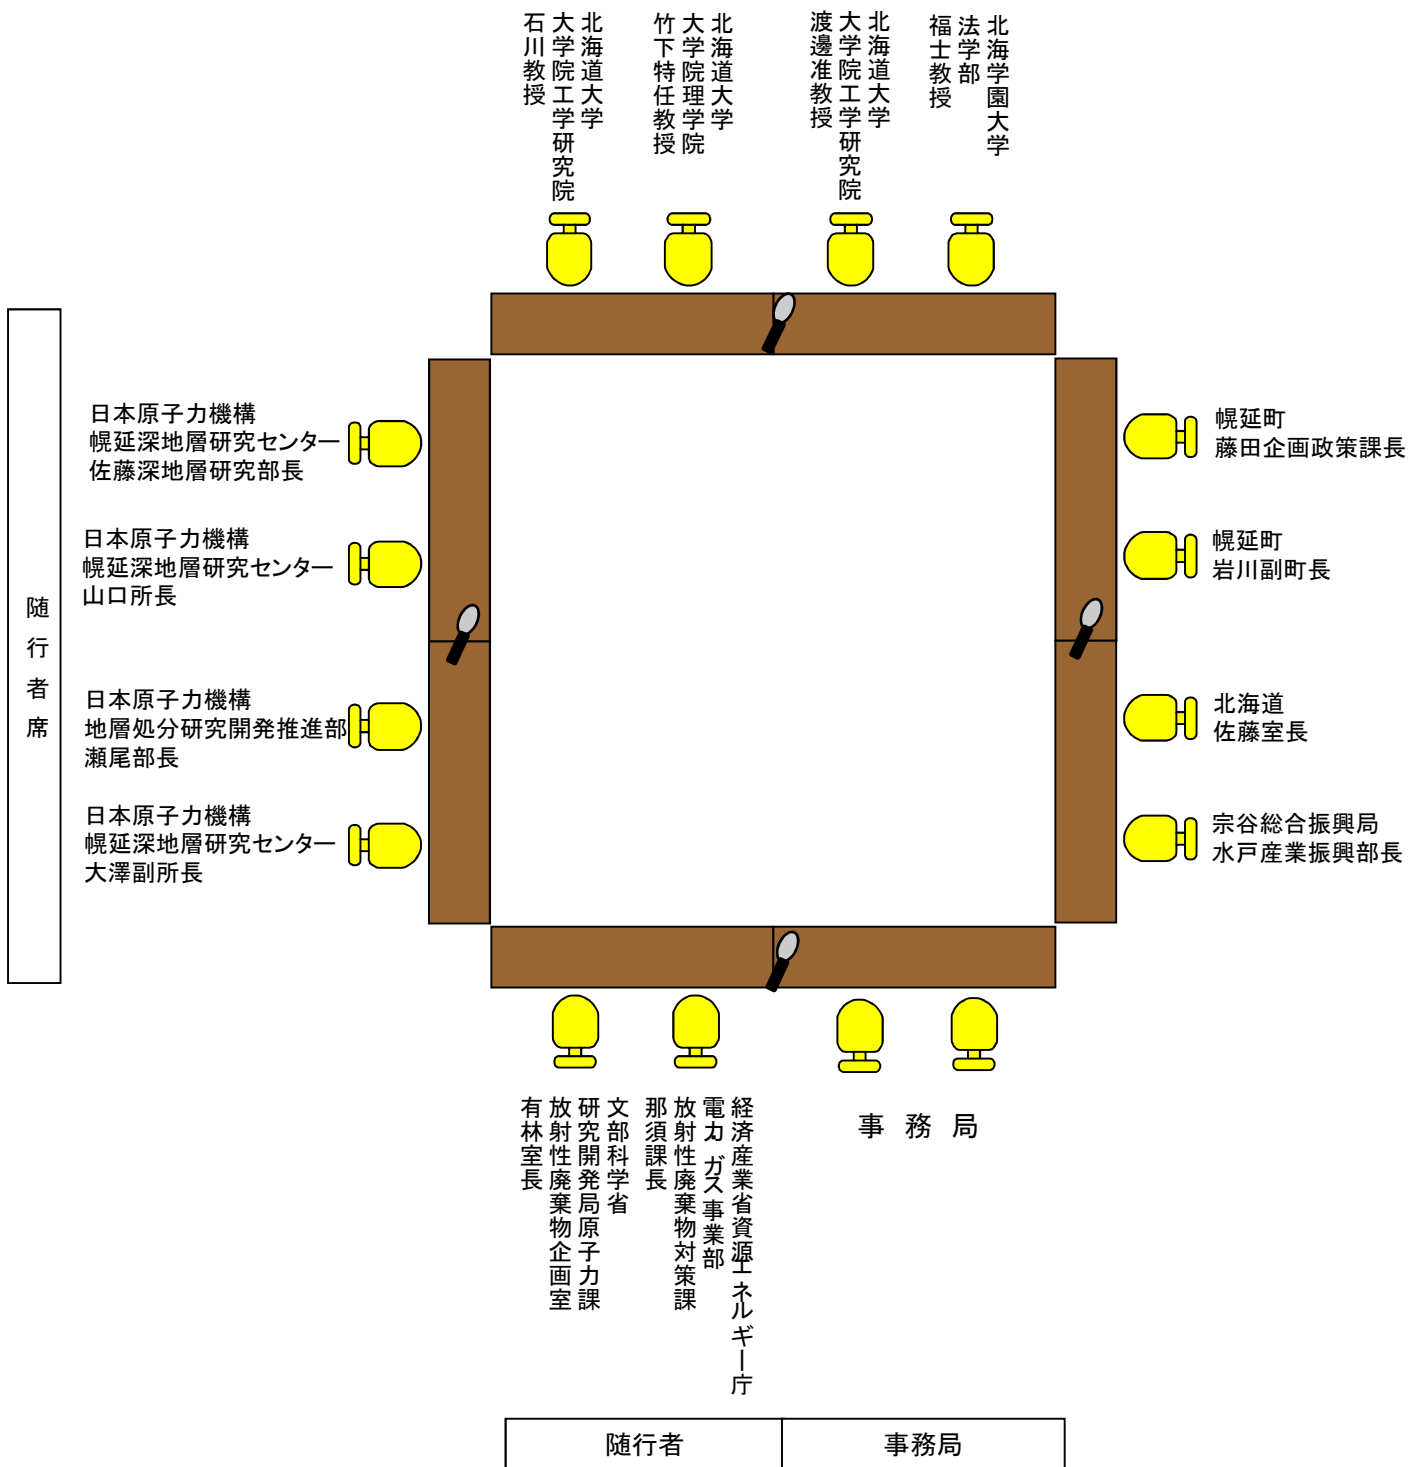 北海道大学
大学院工学研究院
石川教授
北海道大学
大学院理学院
竹下特任教授
北海道大学
大学院工学研究院
渡邊准教授
北海学園大学
法学部
福士教授
随行者席
日本原子力機構
幌延深地層研究センター
佐藤深地層研究部長
日本原子力機構
幌延深地層研究センター
山口所長
日本原子力機構
地層処分研究開発推進部
瀬尾部長
日本原子力機構
幌延深地層研究センター
大澤副所長
幌延町
藤田企画政策課長
幌延町
岩川副町長
北海道
佐藤室長
宗谷総合振興局
水戸産業振興部長
文部科学省
研究開発局原子力課
放射性廃棄物企画室
有林室長
経済産業省資源エネルギー庁
電力・ガス事業部
放射性廃棄物対策課
那須課長
事務局
随行者
事務局